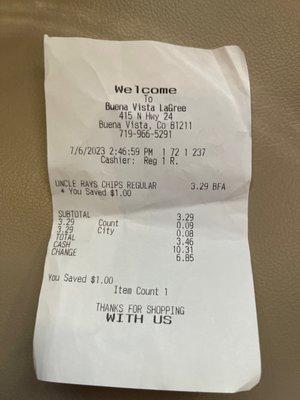 Welcome
To
Buena Vista LaGree
415 N Hwy 24
Buena Vista, Co 81211
719-966-5291
7/6/2023 2:46:59 PM 1 72 1 237
Cashier: Reg 1 R.
UNCLE RAYS CHIPS REGULAR 3.29 BFA
* You Saved $1.00
SUBTOTAL 3.29
3.29 Count 0.09
3.29 City 0.08
TOTAL 3.46
CASH 10.31
CHANGE 6.85
You Saved $1.00
Item Count 1
THANKS FOR SHOPPING
WITH US